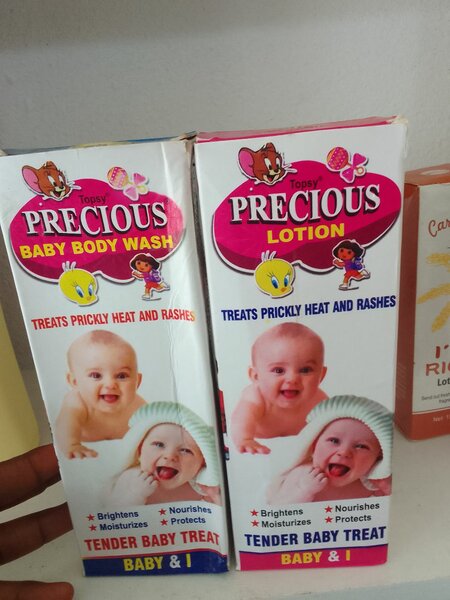 Topsy
PRECIOUS
BABY BODY WASH
TREATS PRICKLY HEAT AND RASHES
★ Brightens
★ Nourishes
★ Moisturizes
★ Protects
TENDER BABY TREAT
BABY & I
Topsy
PRECIOUS
LOTION
TREATS PRICKLY HEAT AND RASHES
★ Brightens
★ Nourishes
★ Moisturizes
★ Protects
TENDER BABY TREAT
BABY & I